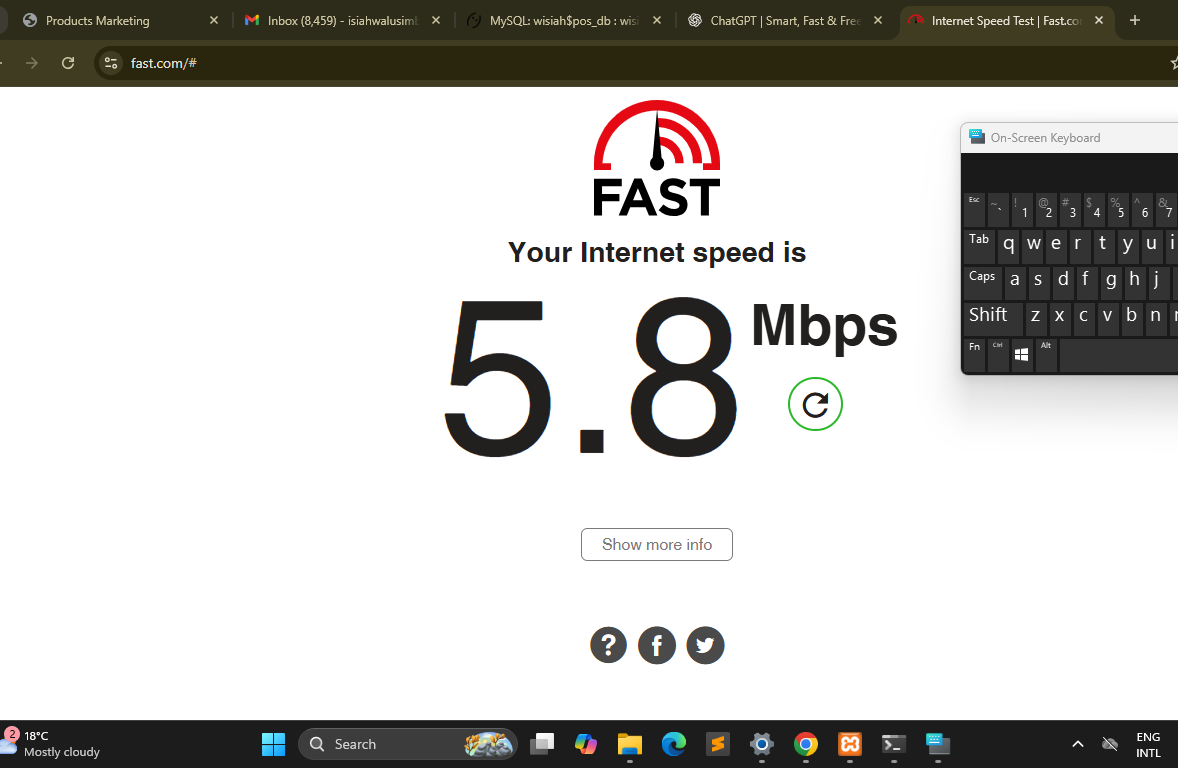 Products Marketing
Inbox (8,459) - isiahwalusimb
MySQL: wisiah$pos_db : wisi
ChatGPT | Smart, Fast & Free
Internet Speed Test | Fast.co
fast.com/#
FAST
Your Internet speed is
5.8 Mbps
Show more info
?
f
On-Screen Keyboard
Esc ~ ` ! 1 @ 2 # 3 $ 4 % 5 ^ 6 & 7
Tab q w e r t y u i
Caps a s d f g h j
Shift z x c v b n
Fn Ctrl Alt
2
18°C
Mostly cloudy
Search
ENG
INTL